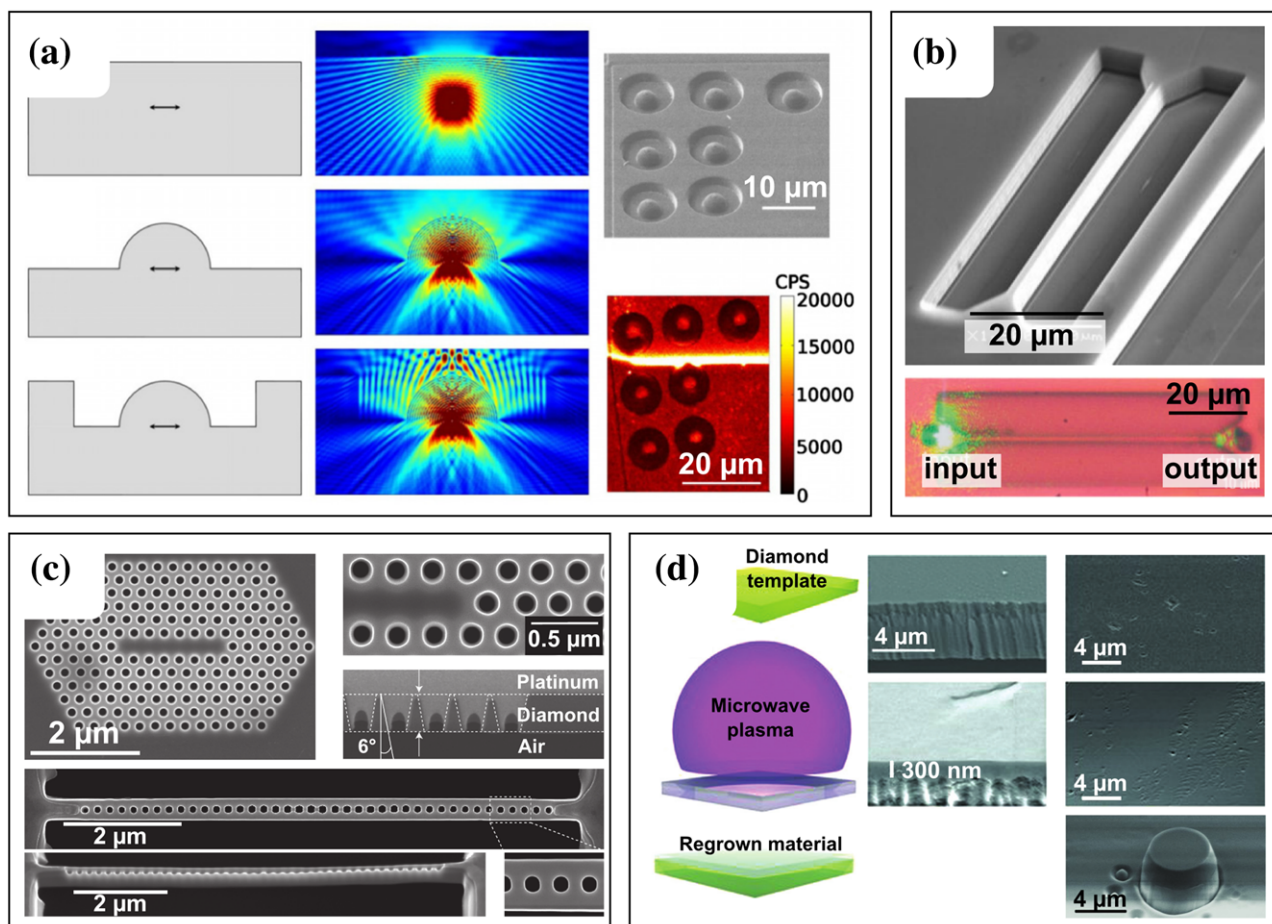 (a)
10 µm
CPS
20000
15000
10000
5000
0
20 µm
(b)
20 µm
20 µm
input
output
(c)
2 µm
0.5 µm
Platinum
Diamond
Air
6°
2 µm
2 µm
(d)
Diamond
template
Microwave
plasma
Regrown material
4 µm
300 nm
4 µm
4 µm
4 µm